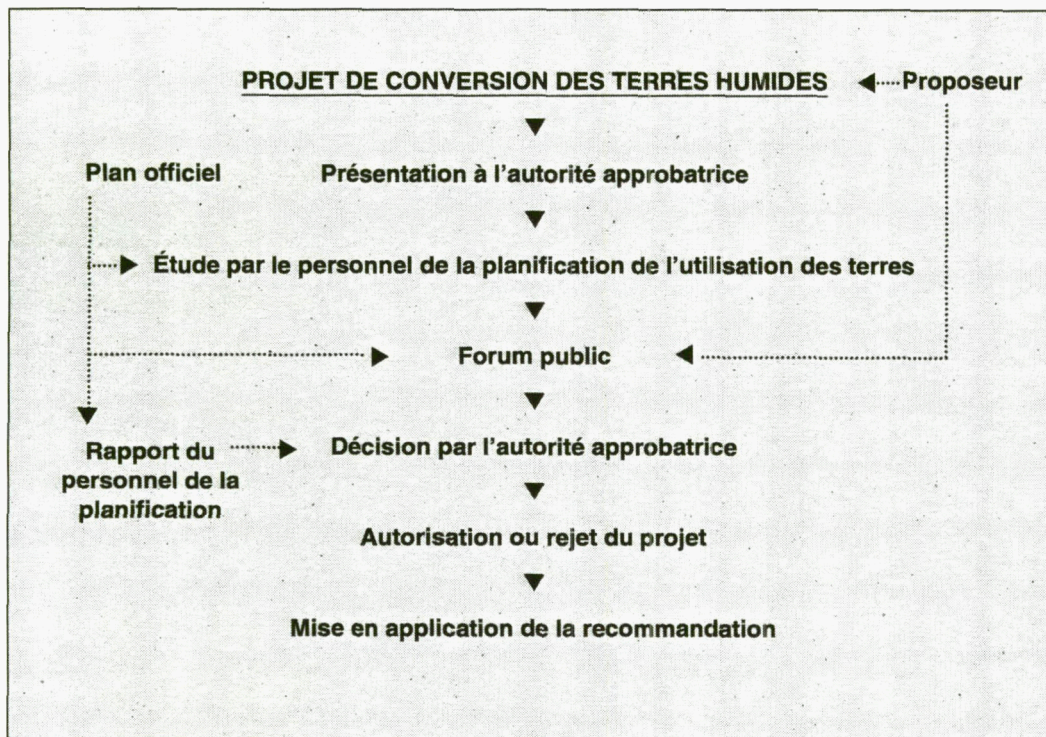 PROJET DE CONVERSION DES TERRES HUMIDES
Proposeur
Plan officiel
Présentation à l'autorité approbatrice
Étude par le personnel de la planification de l'utilisation des terres
Forum public
Rapport du
personnel de la
planification
Décision par l'autorité approbatrice
Autorisation ou rejet du projet
Mise en application de la recommandation